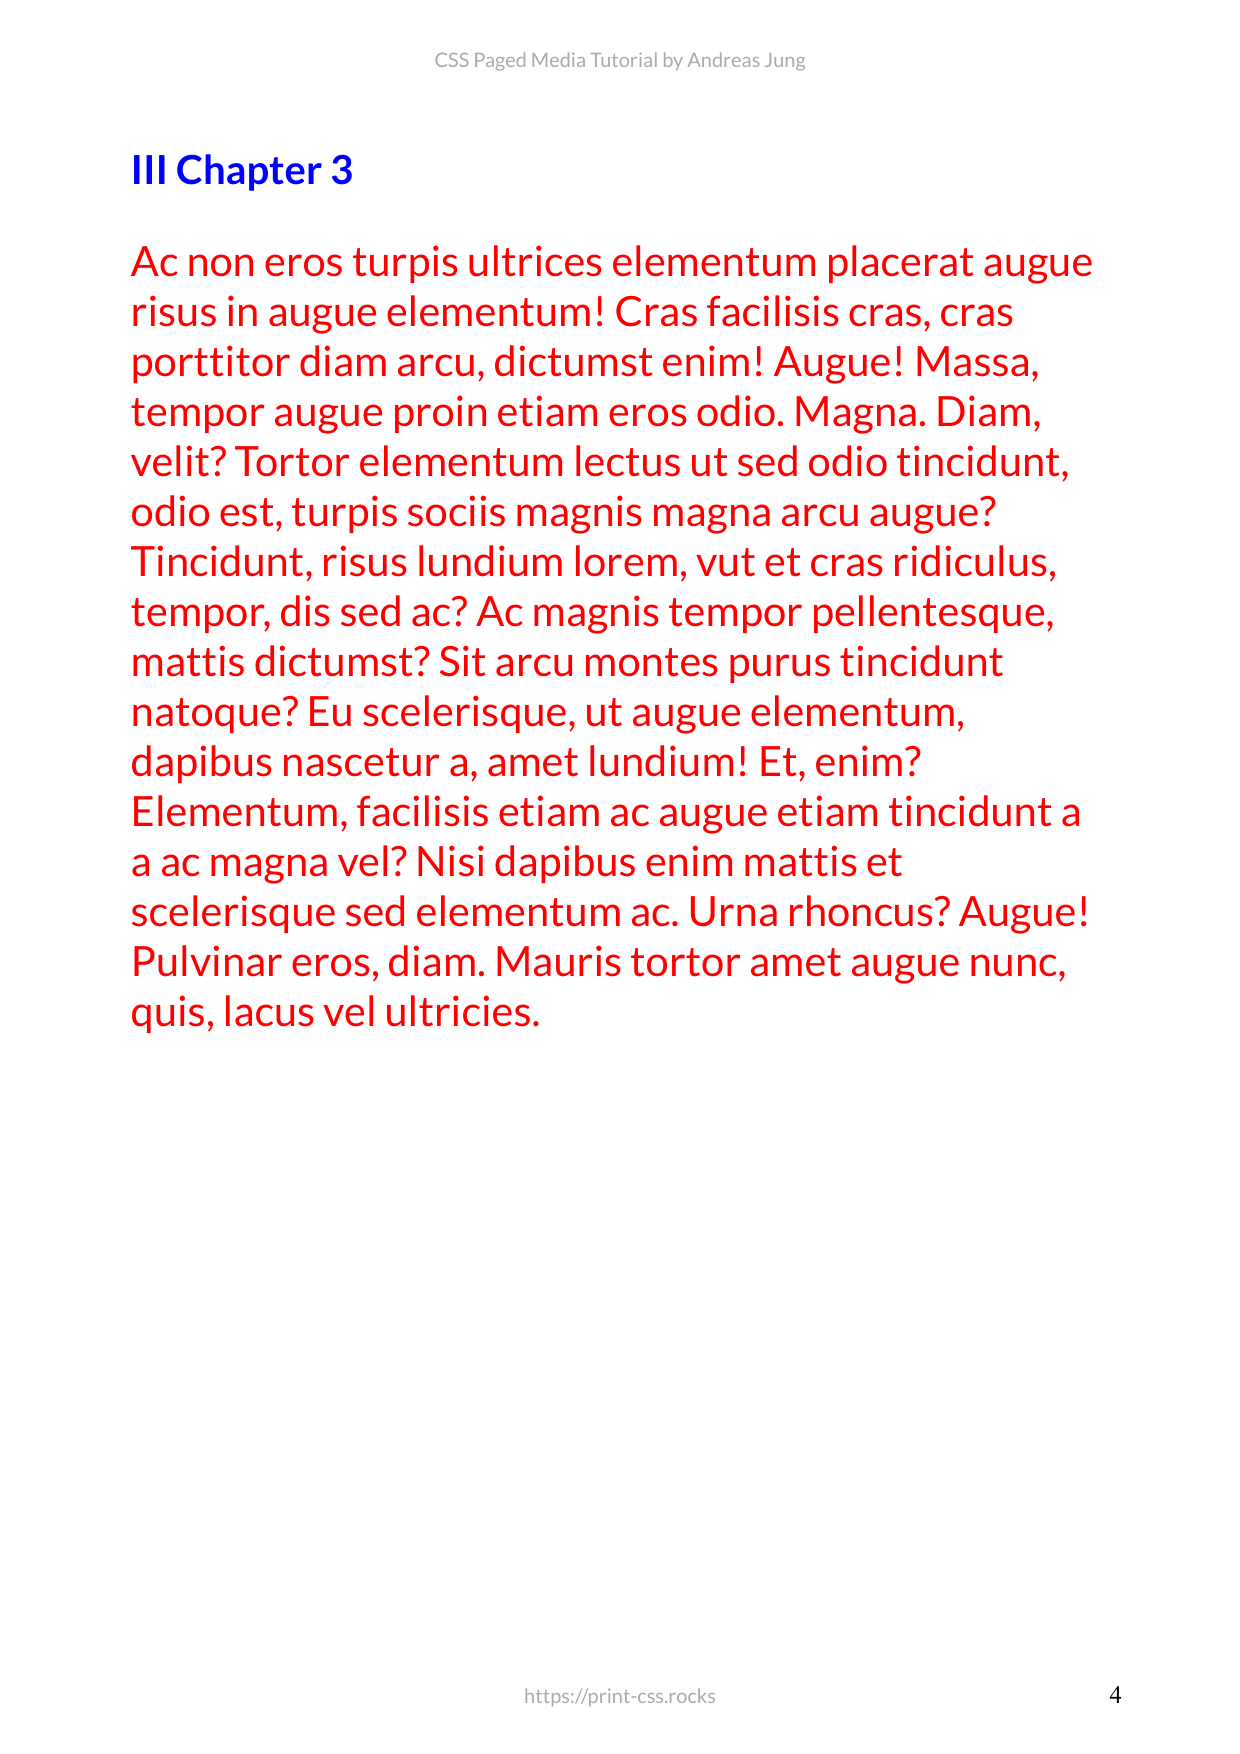 CSS Paged Media Tutorial by Andreas Jung
III Chapter 3
Ac non eros turpis ultrices elementum placerat augue
risus in augue elementum! Cras facilisis cras, cras
porttitor diam arcu, dictumst enim! Augue! Massa,
tempor augue proin etiam eros odio. Magna. Diam,
velit? Tortor elementum lectus ut sed odio tincidunt,
odio est, turpis sociis magnis magna arcu augue?
Tincidunt, risus lundium lorem, vut et cras ridiculus,
tempor, dis sed ac? Ac magnis tempor pellentesque,
mattis dictumst? Sit arcu montes purus tincidunt
natoque? Eu scelerisque, ut augue elementum,
dapibus nascetur a, amet lundium! Et, enim?
Elementum, facilisis etiam ac augue etiam tincidunt a
a ac magna vel? Nisi dapibus enim mattis et
scelerisque sed elementum ac. Urna rhoncus? Augue!
Pulvinar eros, diam. Mauris tortor amet augue nunc,
quis, lacus vel ultricies.
https://print-css.rocks
4